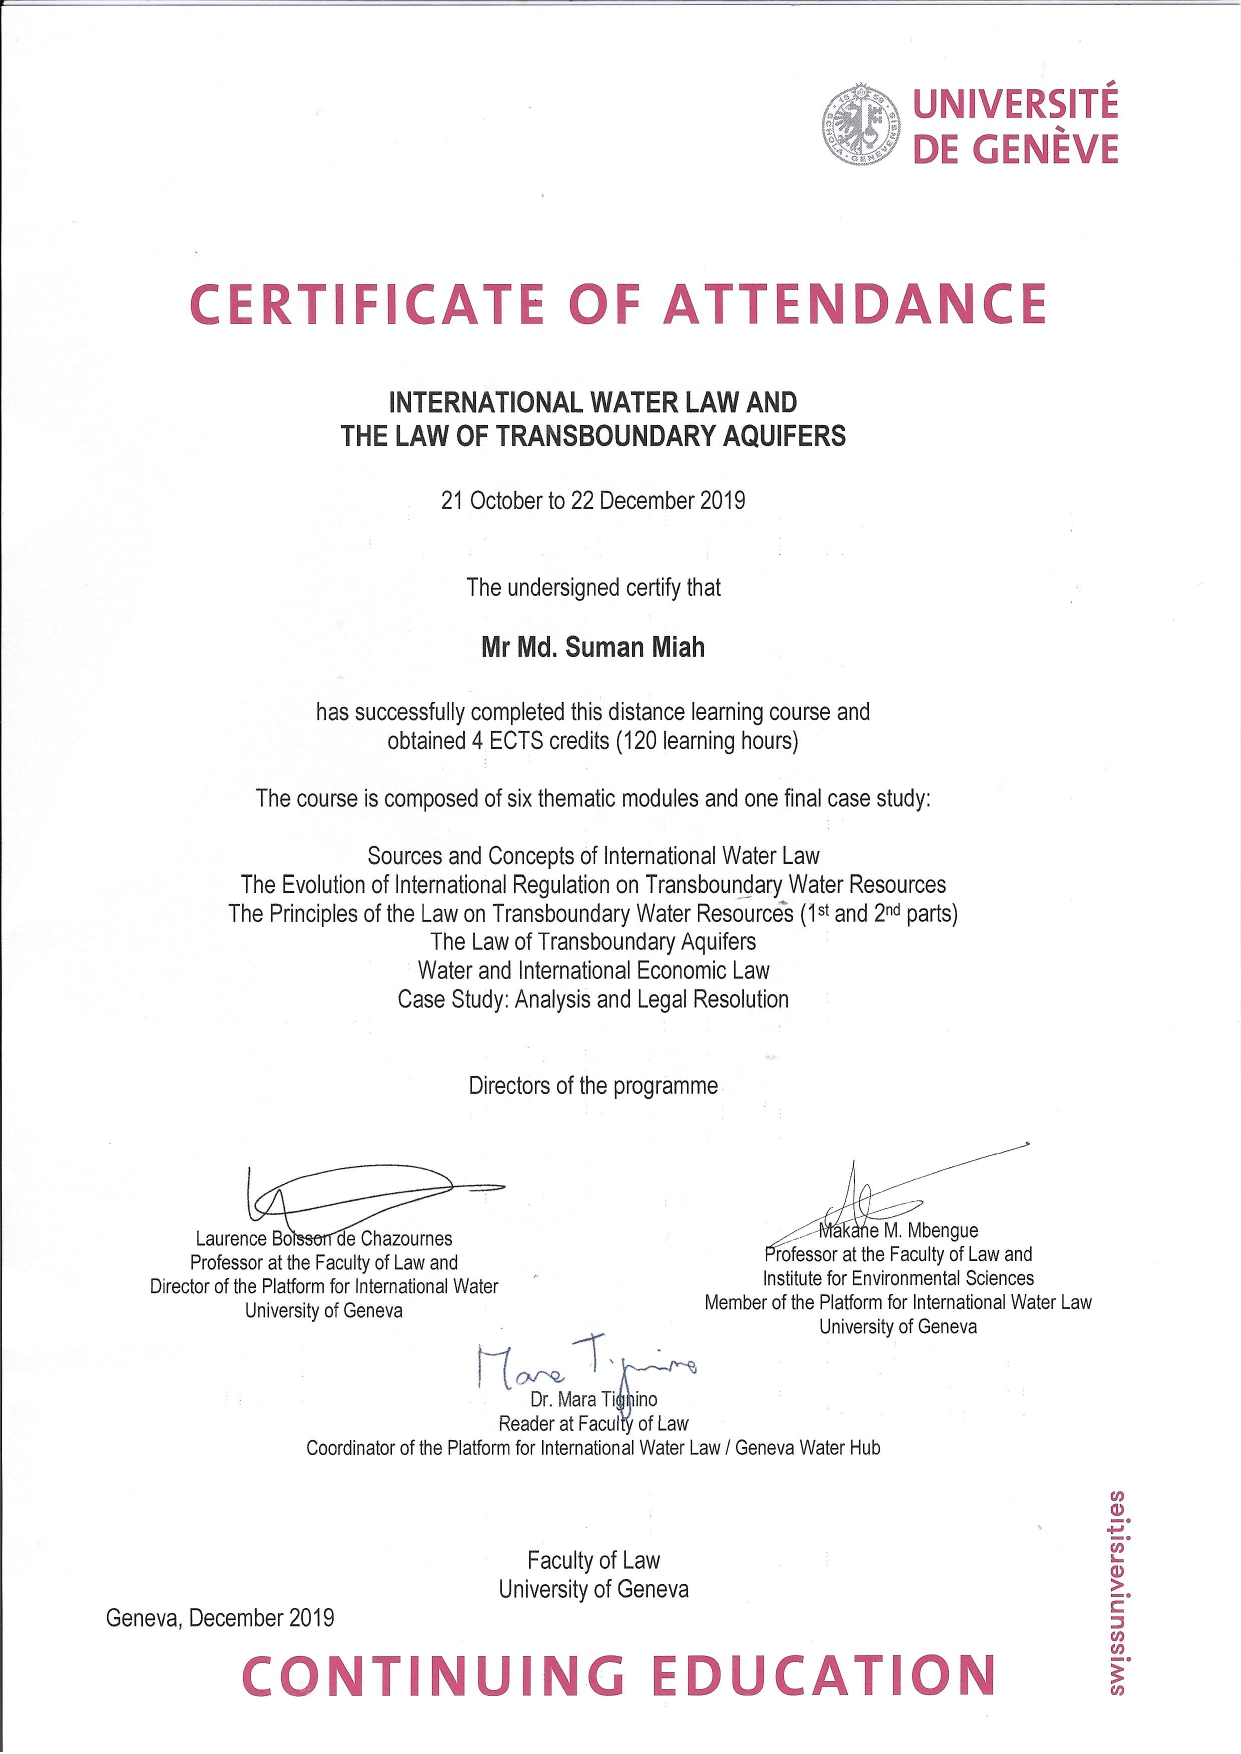 UNIVERSITÉ
DE GENÈVE
SCHOLA GENEVENSIS 1559
CERTIFICATE OF ATTENDANCE
INTERNATIONAL WATER LAW AND
THE LAW OF TRANSBOUNDARY AQUIFERS
21 October to 22 December 2019
The undersigned certify that
Mr Md. Suman Miah
has successfully completed this distance learning course and
obtained 4 ECTS credits (120 learning hours)
The course is composed of six thematic modules and one final case study:
Sources and Concepts of International Water Law
The Evolution of International Regulation on Transboundary Water Resources
The Principles of the Law on Transboundary Water Resources (1st and 2nd parts)
The Law of Transboundary Aquifers
Water and International Economic Law
Case Study: Analysis and Legal Resolution
Directors of the programme
Laurence Boisson de Chazournes
Professor at the Faculty of Law and
Director of the Platform for International Water
University of Geneva
Makane M. Mbengue
Professor at the Faculty of Law and
Institute for Environmental Sciences
Member of the Platform for International Water Law
University of Geneva
Mara Tignino
Dr. Mara Tignino
Reader at Faculty of Law
Coordinator of the Platform for International Water Law / Geneva Water Hub
Faculty of Law
University of Geneva
Geneva, December 2019
CONTINUING EDUCATION
swissuniversities